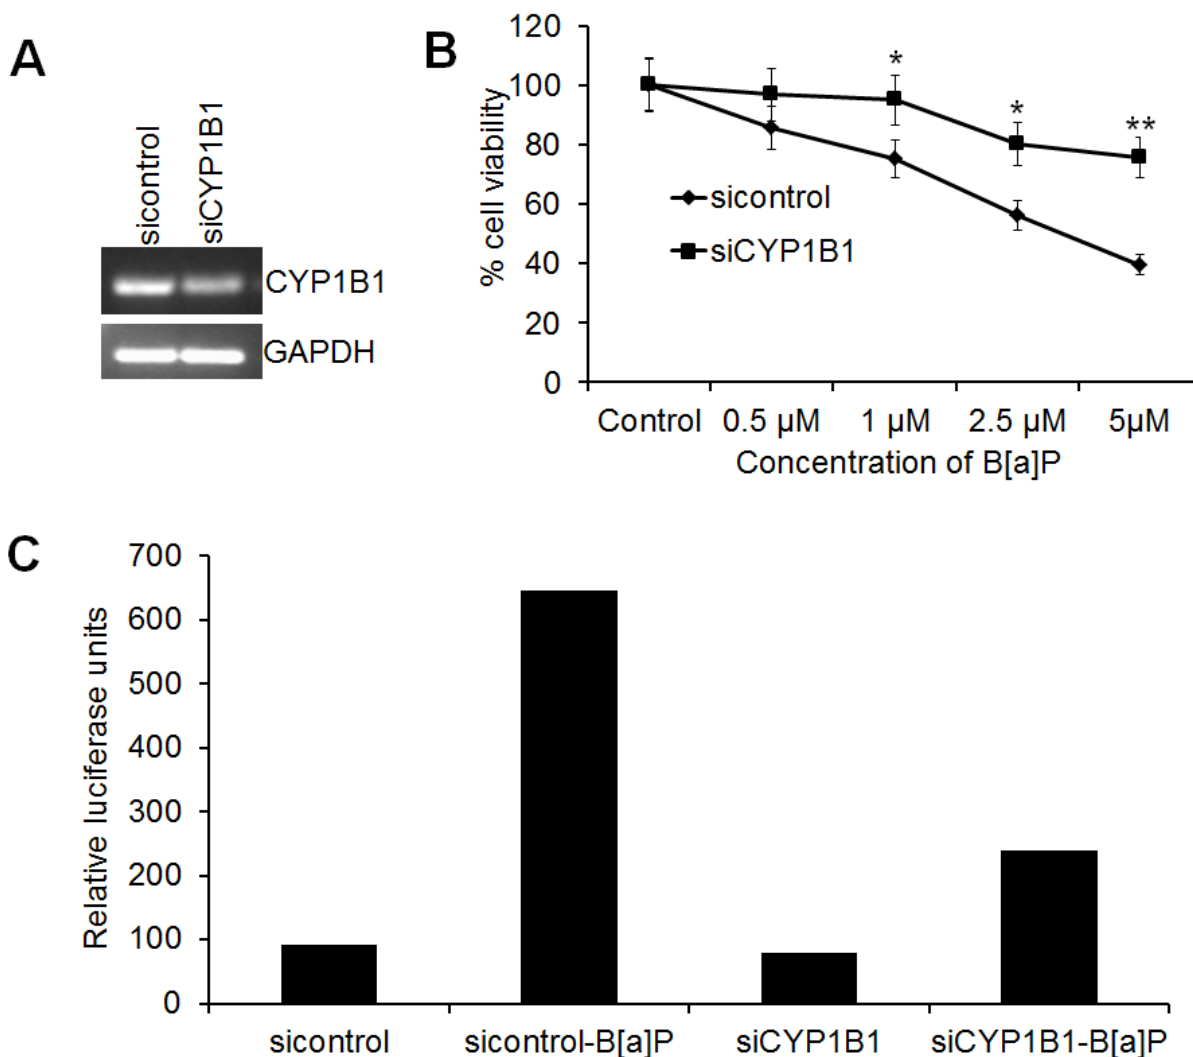 A
sicontrol
siCYP1B1
CYP1B1
GAPDH
B
120
100
80
60
40
20
0
% cell viability
*
*
**
sicontrol
siCYP1B1
Control
0.5 µM
1 µM
2.5 µM
5µM
Concentration of B[a]P
C
700
600
500
400
300
200
100
0
Relative luciferase units
sicontrol
sicontrol-B[a]P
siCYP1B1
siCYP1B1-B[a]P